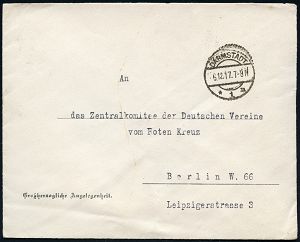 DARMSTADT
6.12.17.7-8N
* 1 *
An
das Zentralkomitee der Deutschen Vereine
vom Roten Kreuz
Berlin W. 66
Großherzogliche Angelegenheit.
Leipzigerstrasse 3